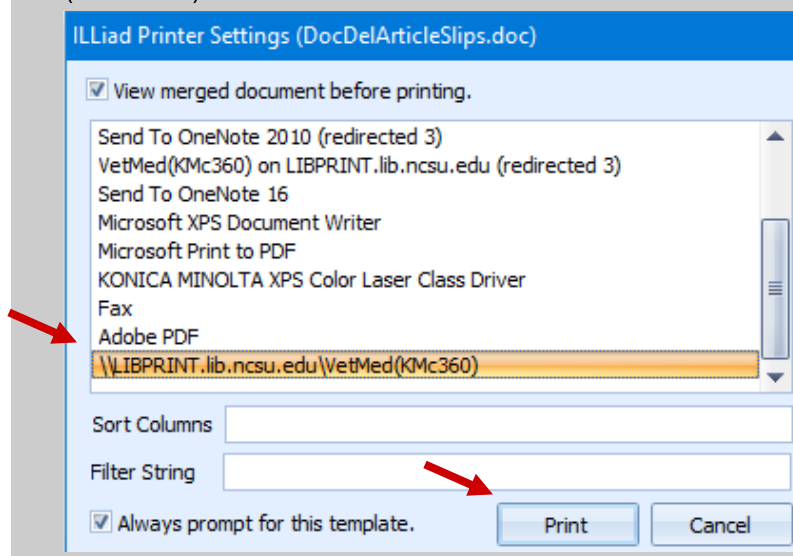 ILLiad Printer Settings (DocDelArticleSlips.doc)
View merged document before printing.
Send To OneNote 2010 (redirected 3)
VetMed(KMc360) on LIBPRINT.lib.ncsu.edu (redirected 3)
Send To OneNote 16
Microsoft XPS Document Writer
Microsoft Print to PDF
KONICA MINOLTA XPS Color Laser Class Driver
Fax
Adobe PDF
\\LIBPRINT.lib.ncsu.edu\VetMed(KMc360)
Sort Columns
Filter String
Always prompt for this template. Print Cancel